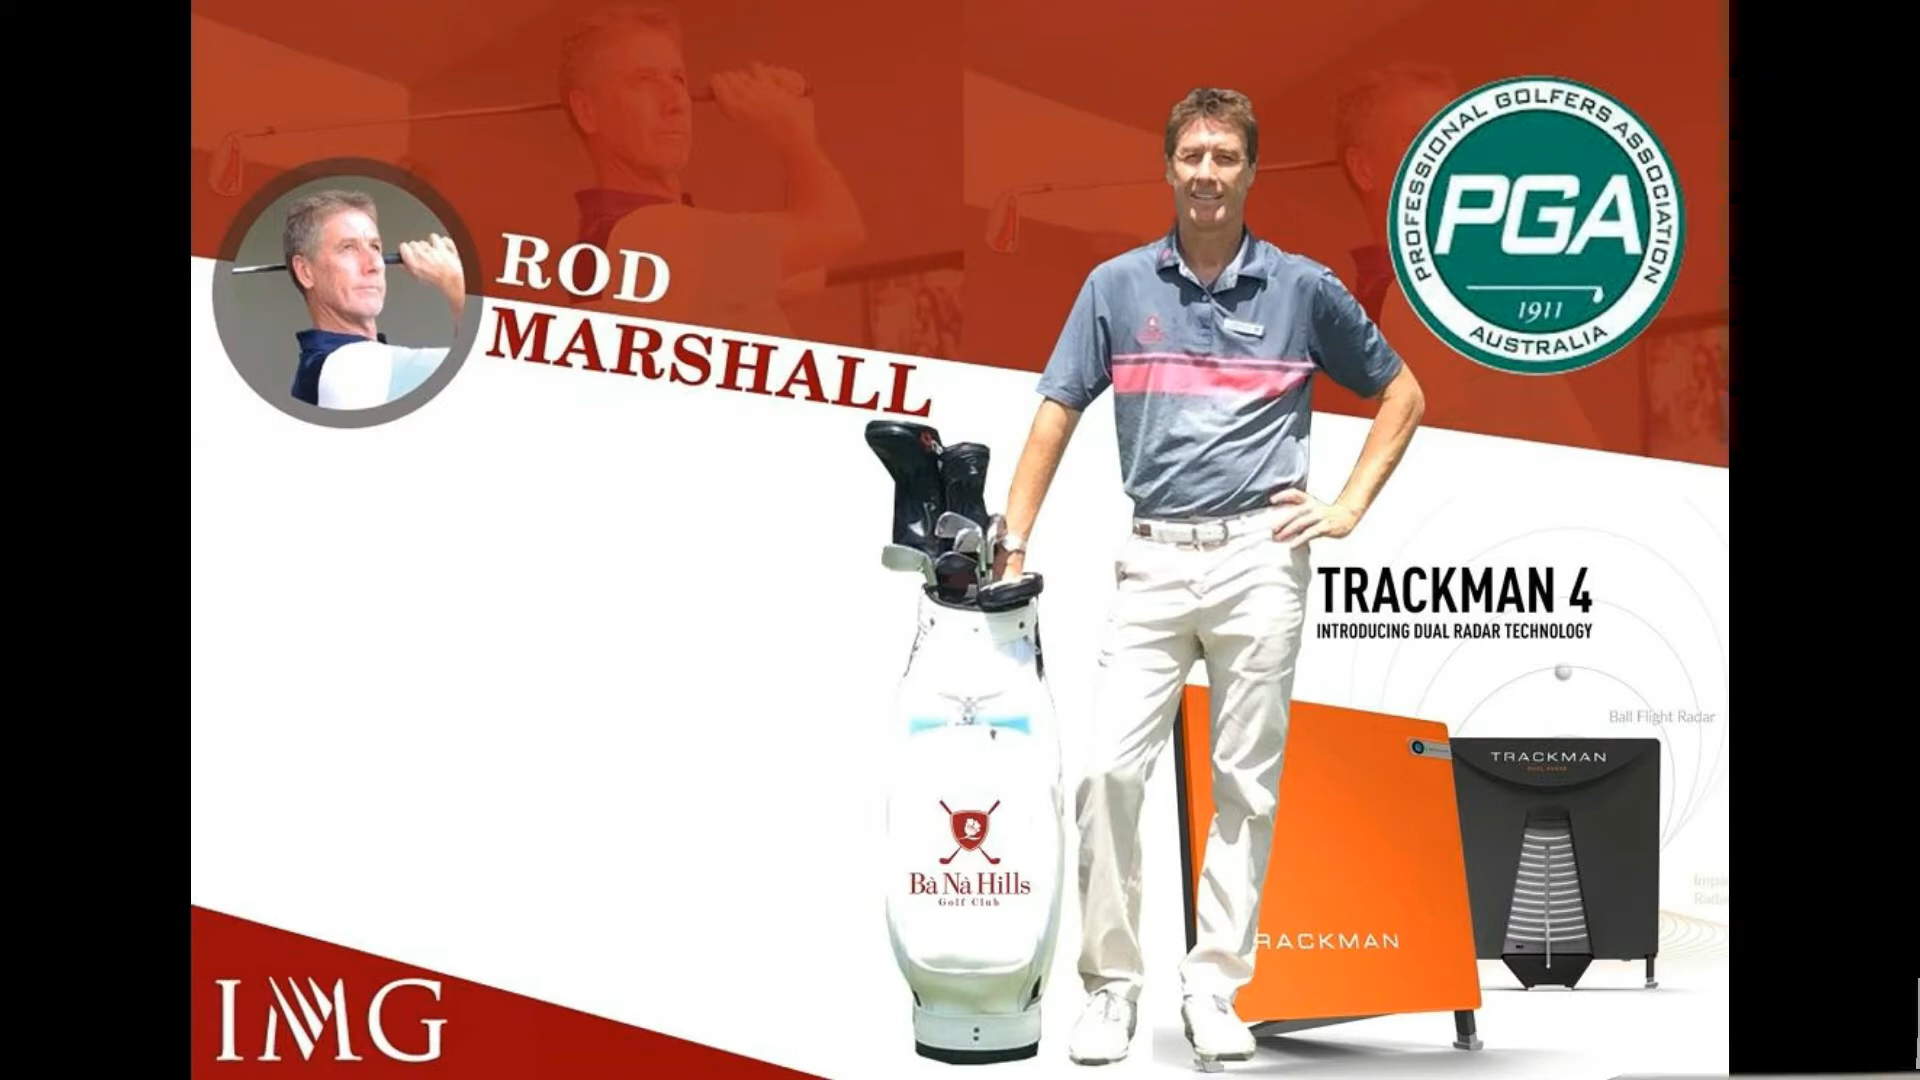 ROD
MARSHALL
PROFESSIONAL GOLFERS ASSOCIATION
PGA
1911
AUSTRALIA
TRACKMAN 4
INTRODUCING DUAL RADAR TECHNOLOGY
Ball Flight Radar
TRACKMAN
Bà Nà Hills
Golf Club
RACKMAN
IMG